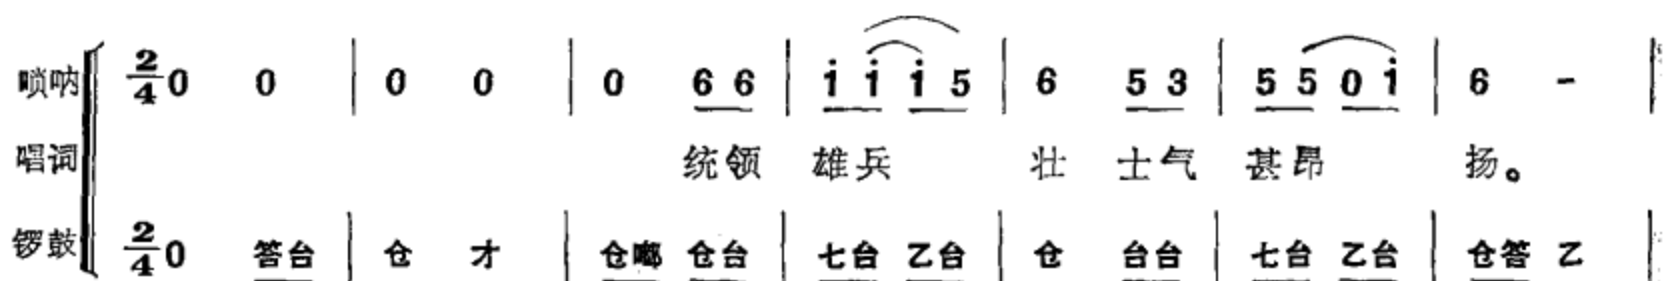 唢呐 2/4 0 0 | 0 0 | 0 6 6 | i i i 5 | 6 5 3 | 5 5 0 i | 6 - |
唱词 统领 雄兵 壮 士气 甚昂 扬。
锣鼓 2/4 0 答台 | 仓 才 | 仓嘟 仓台 | 七台 乙台 | 仓 台台 | 七台 乙台 | 仓答 乙 |